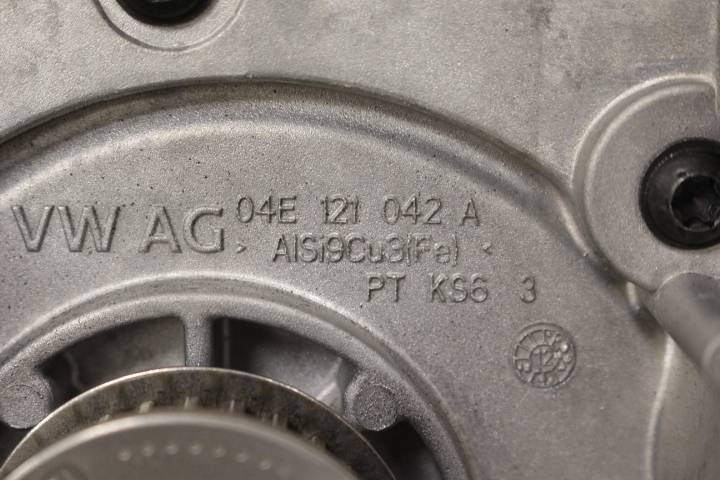 VW AG 04E 121 042 A
> AlSi9Cu3(Fe) <
PT KS6 3